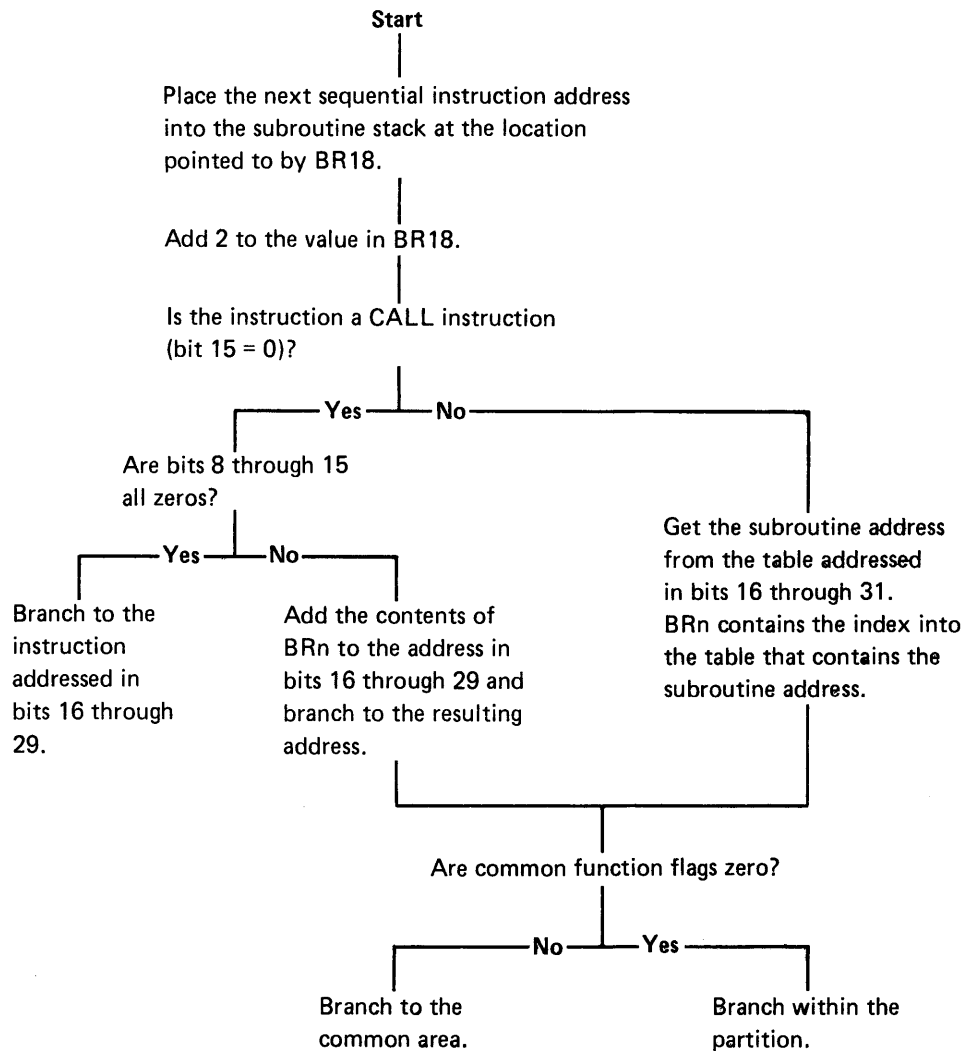 Start
Place the next sequential instruction address
into the subroutine stack at the location
pointed to by BR18.
Add 2 to the value in BR18.
Is the instruction a CALL instruction
(bit 15 = 0)?
Yes No
Are bits 8 through 15
all zeros?
Yes No
Branch to the
instruction
addressed in
bits 16 through
29.
Add the contents of
BRn to the address in
bits 16 through 29 and
branch to the resulting
address.
Get the subroutine address
from the table addressed
in bits 16 through 31.
BRn contains the index into
the table that contains the
subroutine address.
Are common function flags zero?
No Yes
Branch to the
common area.
Branch within the
partition.